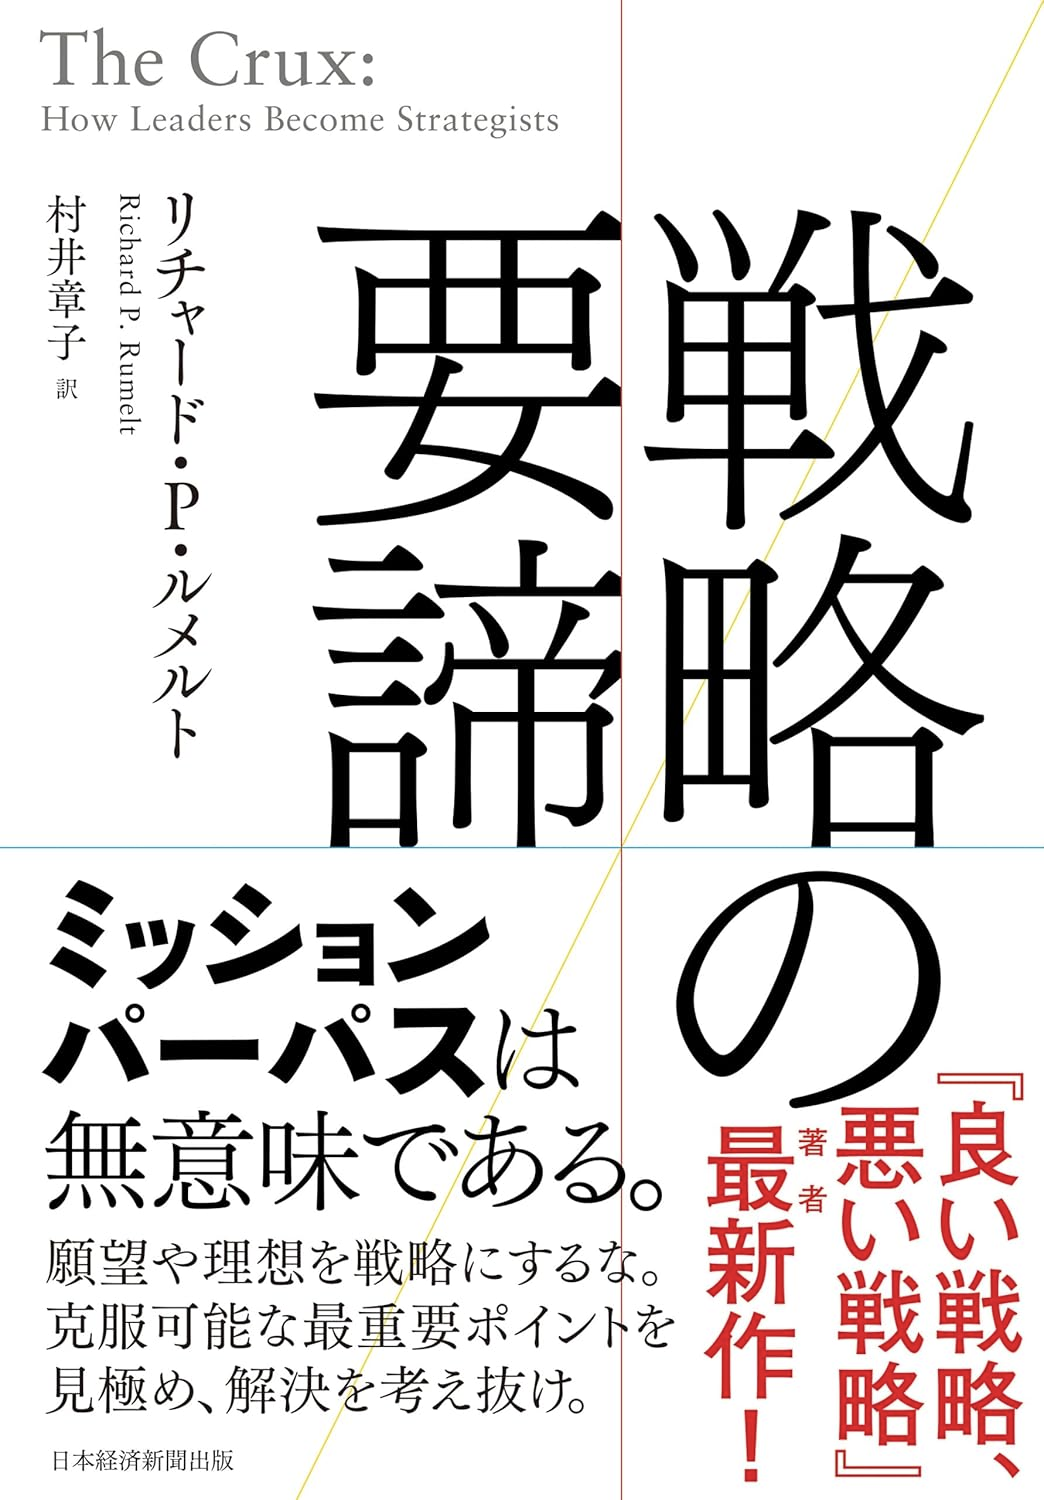 The Crux:
How Leaders Become Strategists
戦略の
要諦
リチャード・P・ルメルト
Richard P. Rumelt
村井章子 訳
『良い戦略、
悪い戦略』
著者
最新作！
ミッション
パーパスは
無意味である。
願望や理想を戦略にするな。
克服可能な最重要ポイントを
見極め、解決を考え抜け。
日本経済新聞出版